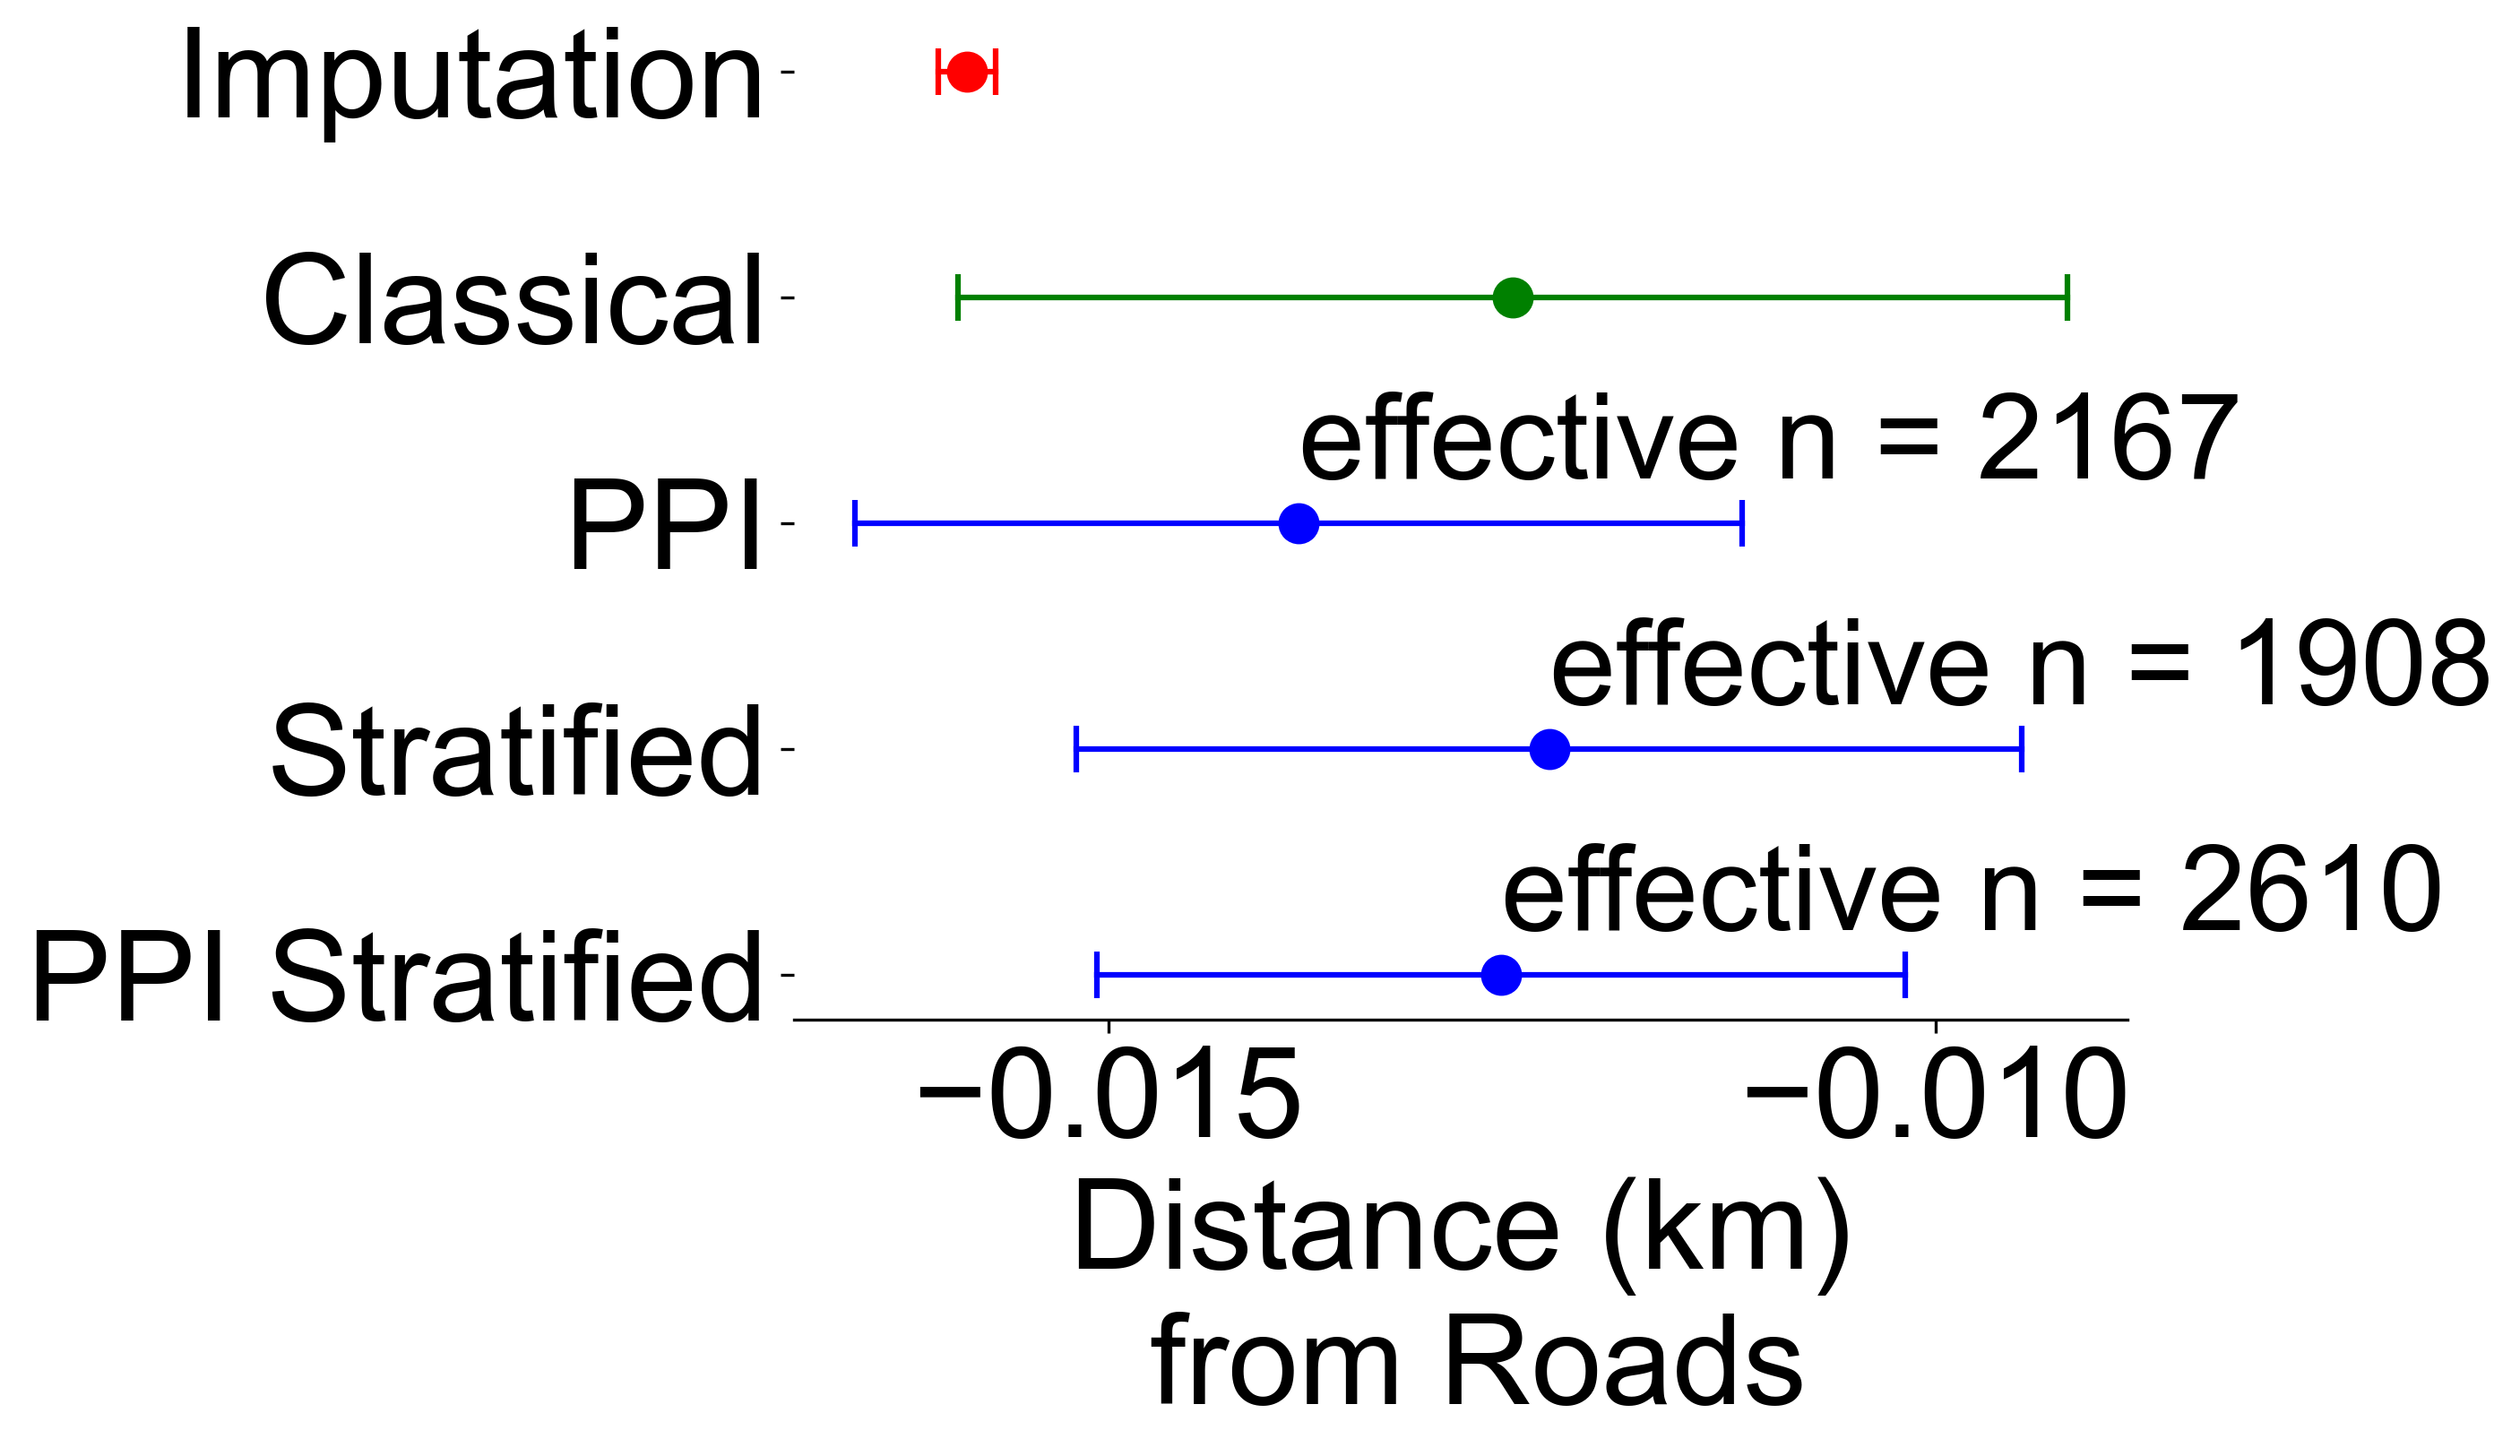 Imputation
Classical
effective n = 2167
PPI
effective n = 1908
Stratified
effective n = 2610
PPI Stratified
−0.015 −0.010
Distance (km)
from Roads